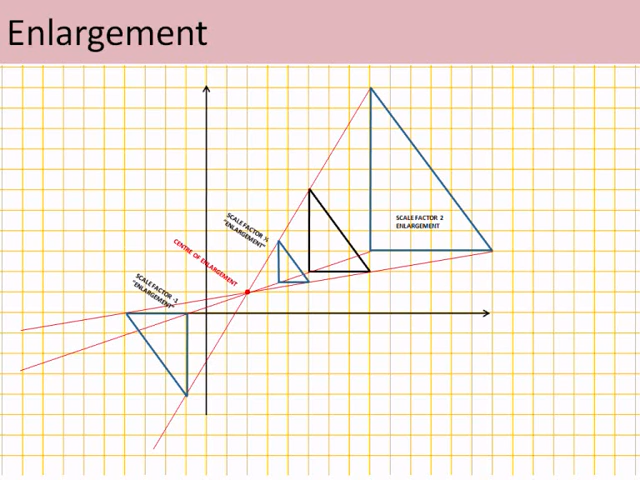 Enlargement
SCALE FACTOR 2
ENLARGEMENT
SCALE FACTOR ½
"ENLARGEMENT"
CENTRE OF ENLARGEMENT
SCALE FACTOR -1
"ENLARGEMENT"